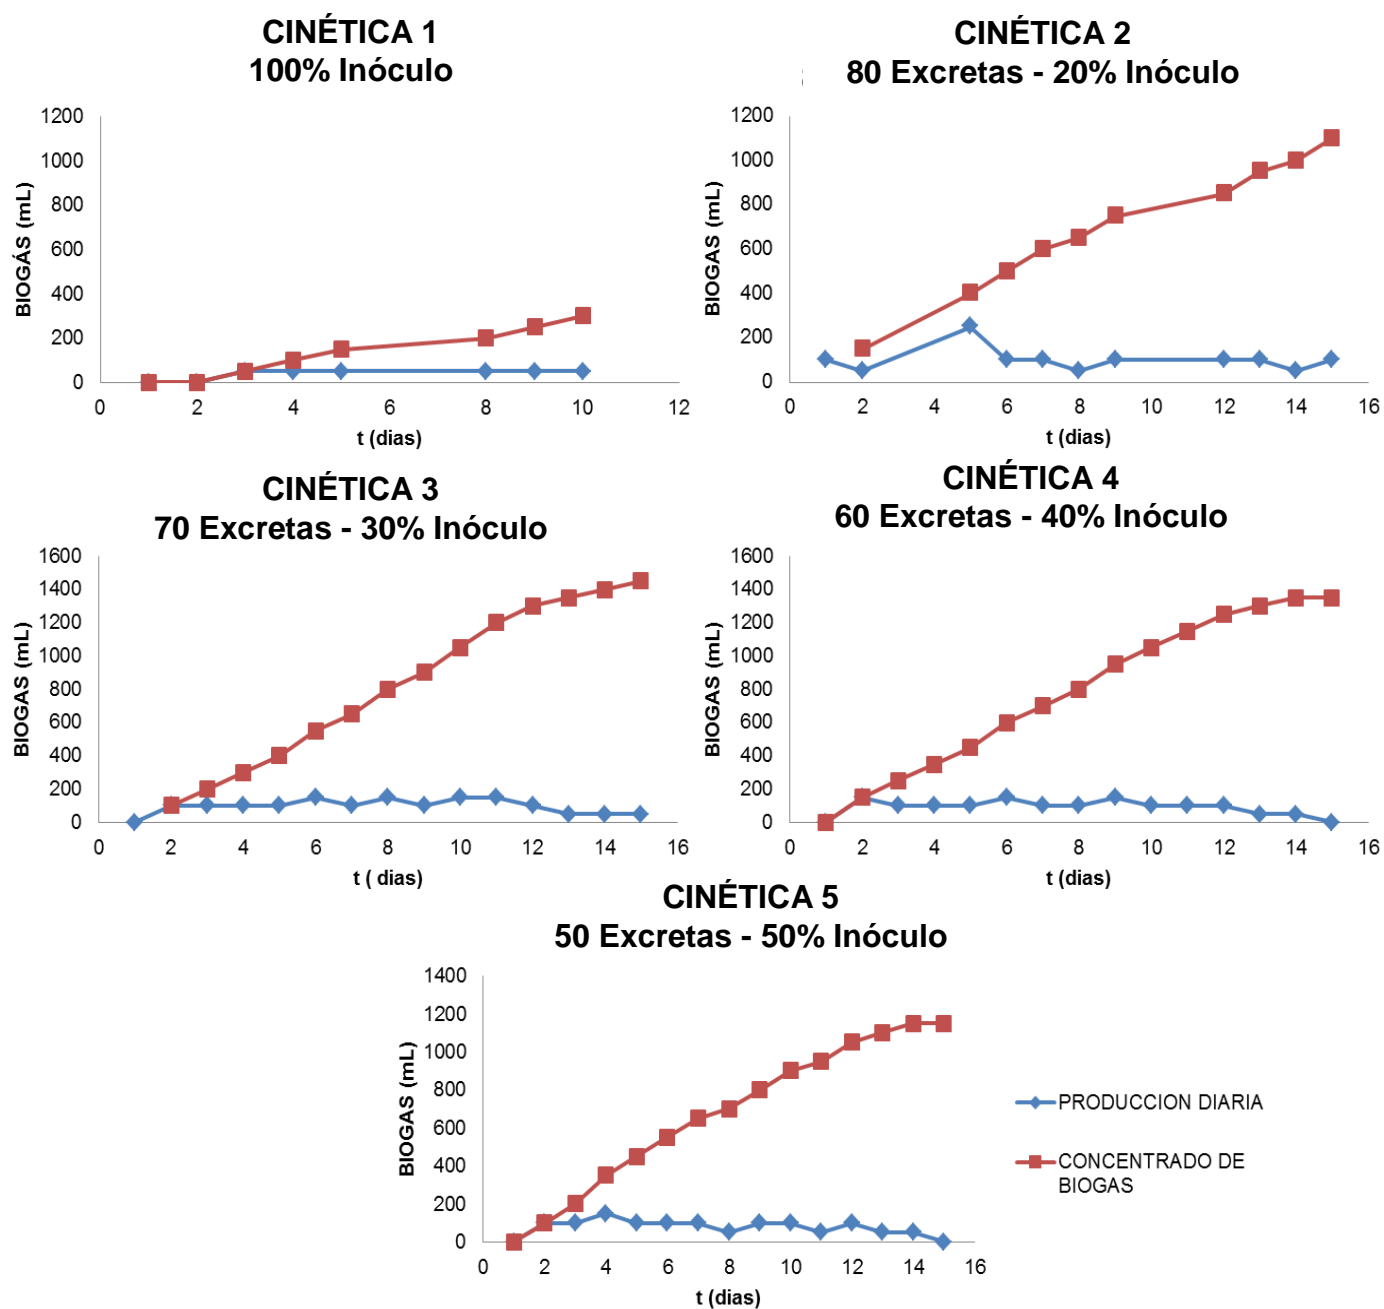 CINÉTICA 1
100% Inóculo
1200
1000
800
600
400
200
0
BIOGÁS (mL)
0 2 4 6 8 10 12
t (dias)
CINÉTICA 2
80 Excretas - 20% Inóculo
1200
1000
800
600
400
200
0
BIOGAS (mL)
0 2 4 6 8 10 12 14 16
t (dias)
CINÉTICA 3
70 Excretas - 30% Inóculo
1600
1400
1200
1000
800
600
400
200
0
BIOGAS (mL)
0 2 4 6 8 10 12 14 16
t ( dias)
CINÉTICA 4
60 Excretas - 40% Inóculo
1600
1400
1200
1000
800
600
400
200
0
BIOGAS (mL)
0 2 4 6 8 10 12 14 16
t (dias)
CINÉTICA 5
50 Excretas - 50% Inóculo
1400
1200
1000
800
600
400
200
0
BIOGAS (mL)
0 2 4 6 8 10 12 14 16
t (dias)
PRODUCCION DIARIA
CONCENTRADO DE
BIOGAS